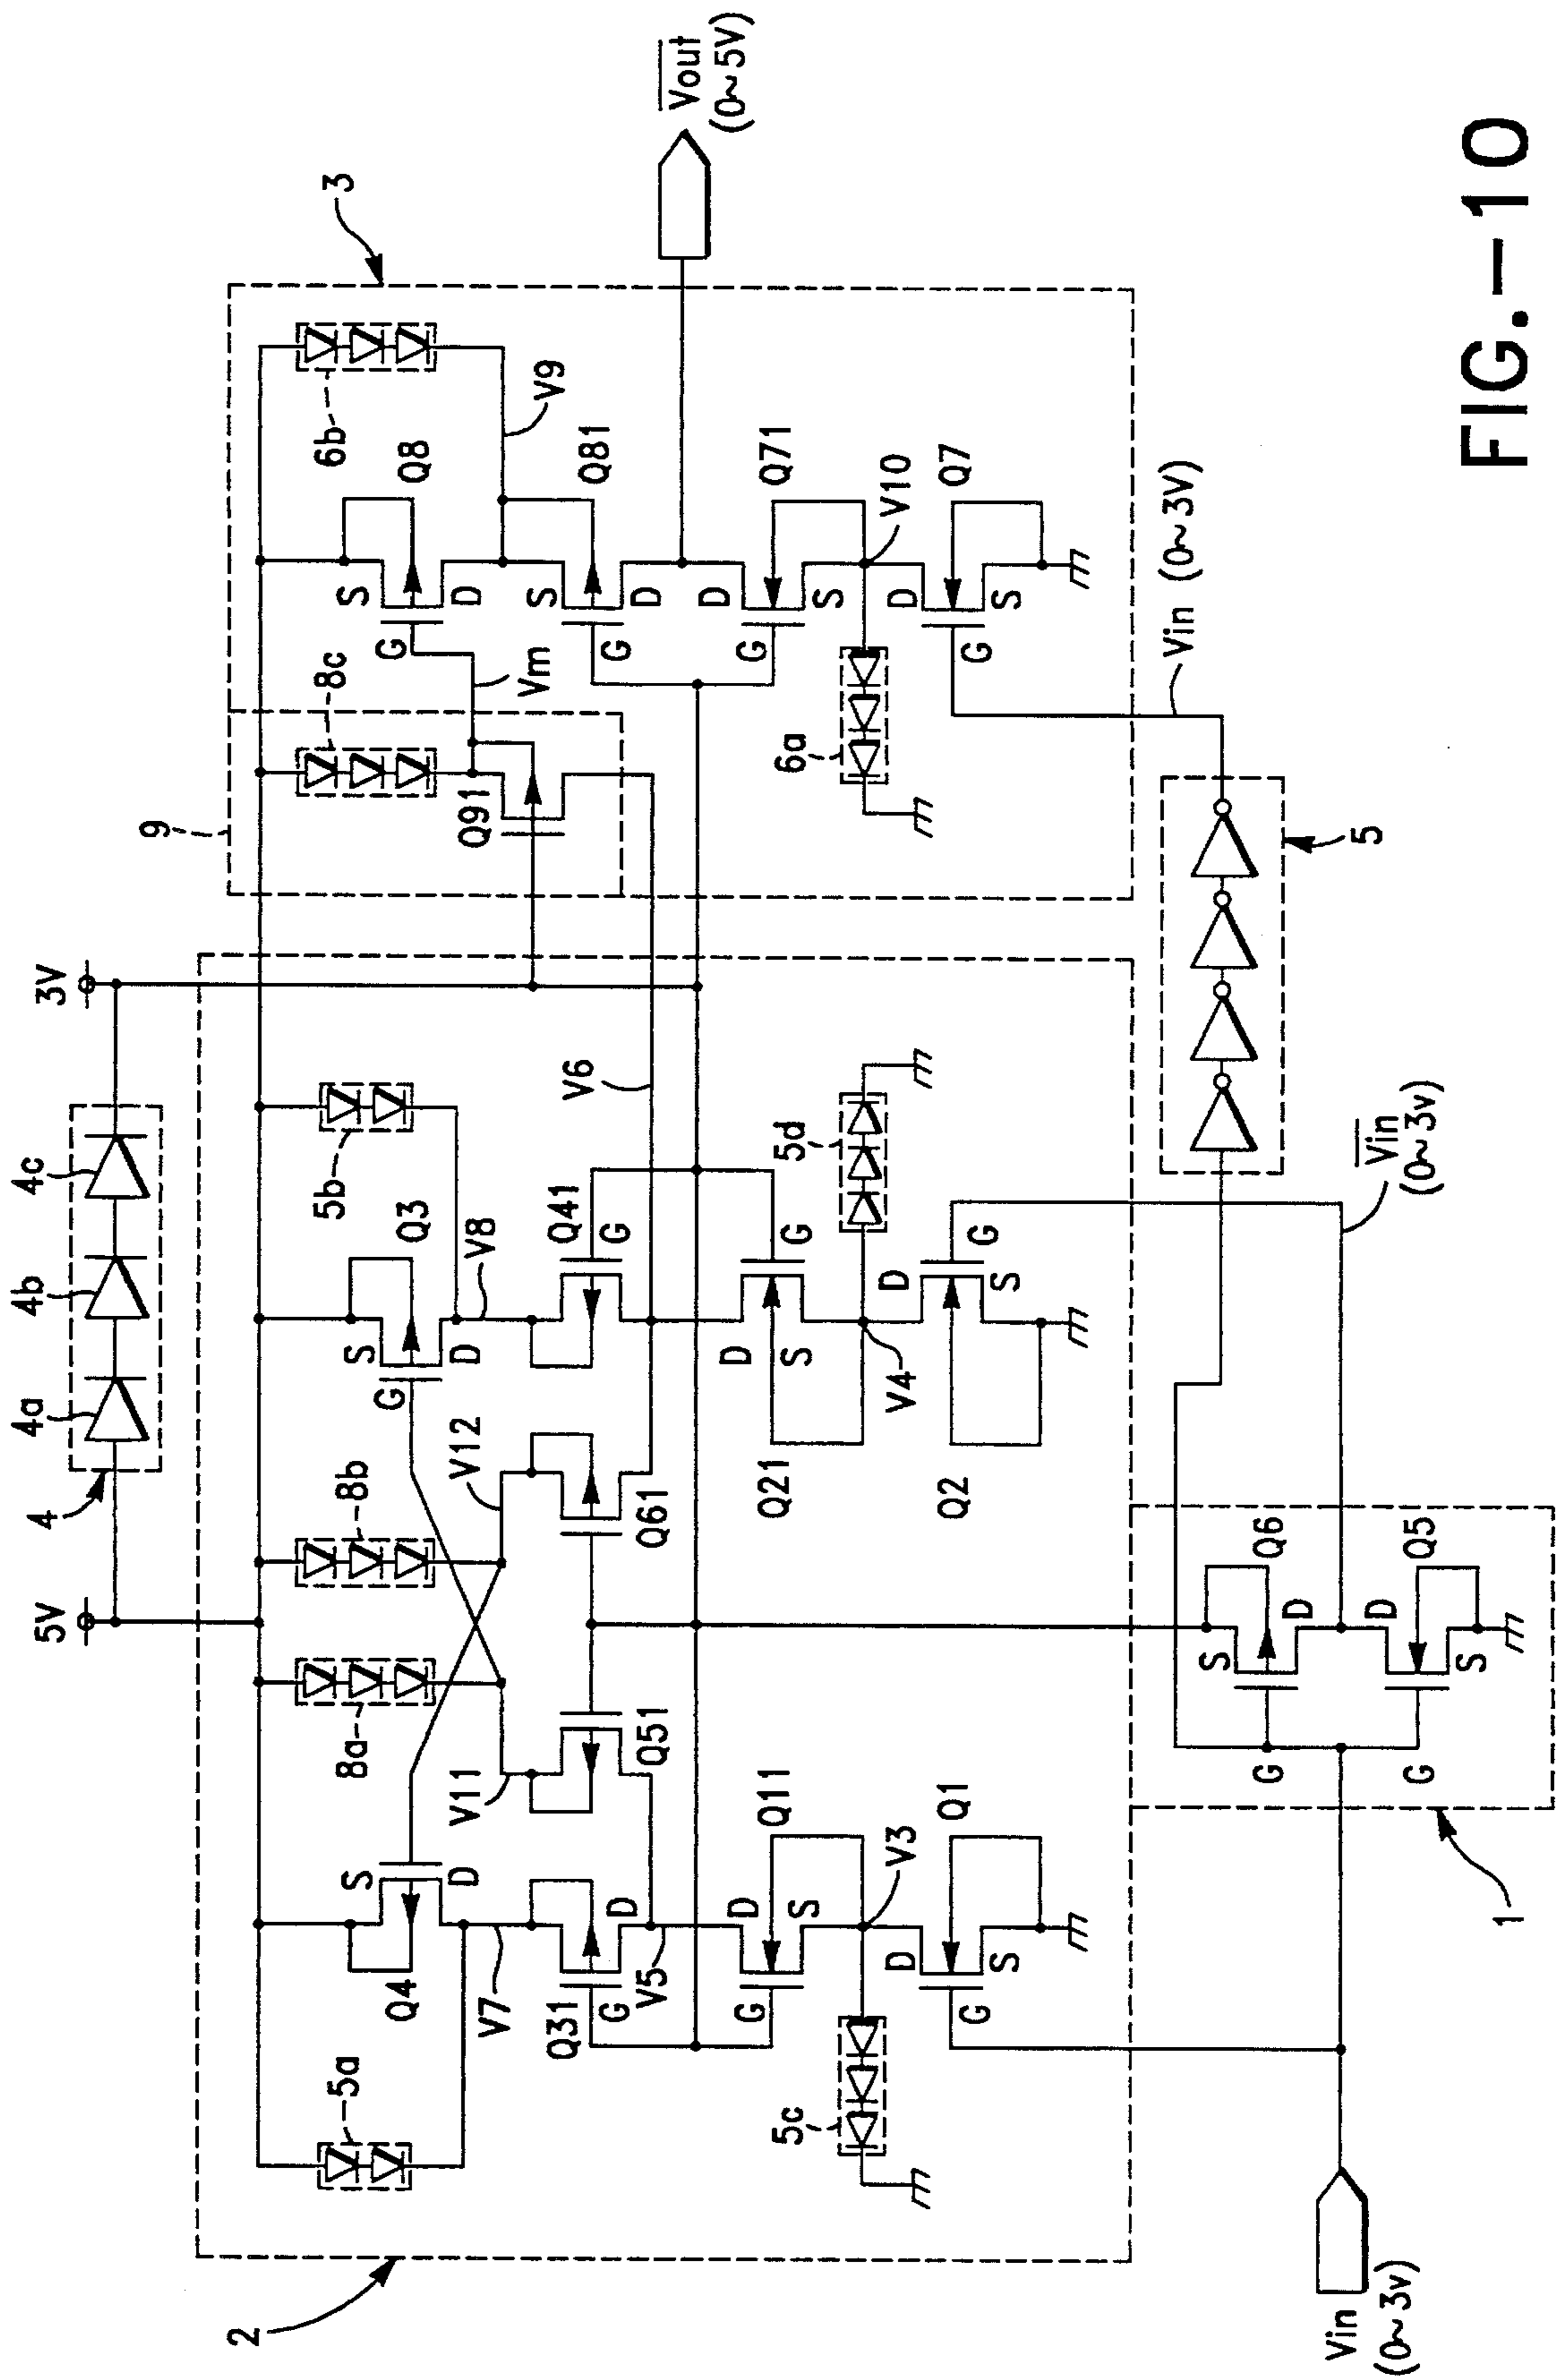 FIG.-10
5V
3V
4
4a
4b
4c
2
5a
8a
8b
5b
9
8c
6b
3
S
D
Q4
V7
Q31
G
D
V5
V11
Q51
V12
Q61
G
S
D
Q3
V8
Q41
G
V6
Q91
Vm
G
S
D
Q8
V9
S
G
D
Q81
Vout
(0~5V)
G
D
S
Q11
V3
5c
D
G
S
Q1
D
S
Q21
G
V4
5d
D
G
S
Q2
D
G
S
Q71
V10
6a
D
G
S
Q7
Vin (0~3V)
5
Vin
(0~3v)
1
S
G
D
Q6
D
G
S
Q5
Vin
(0~3v)